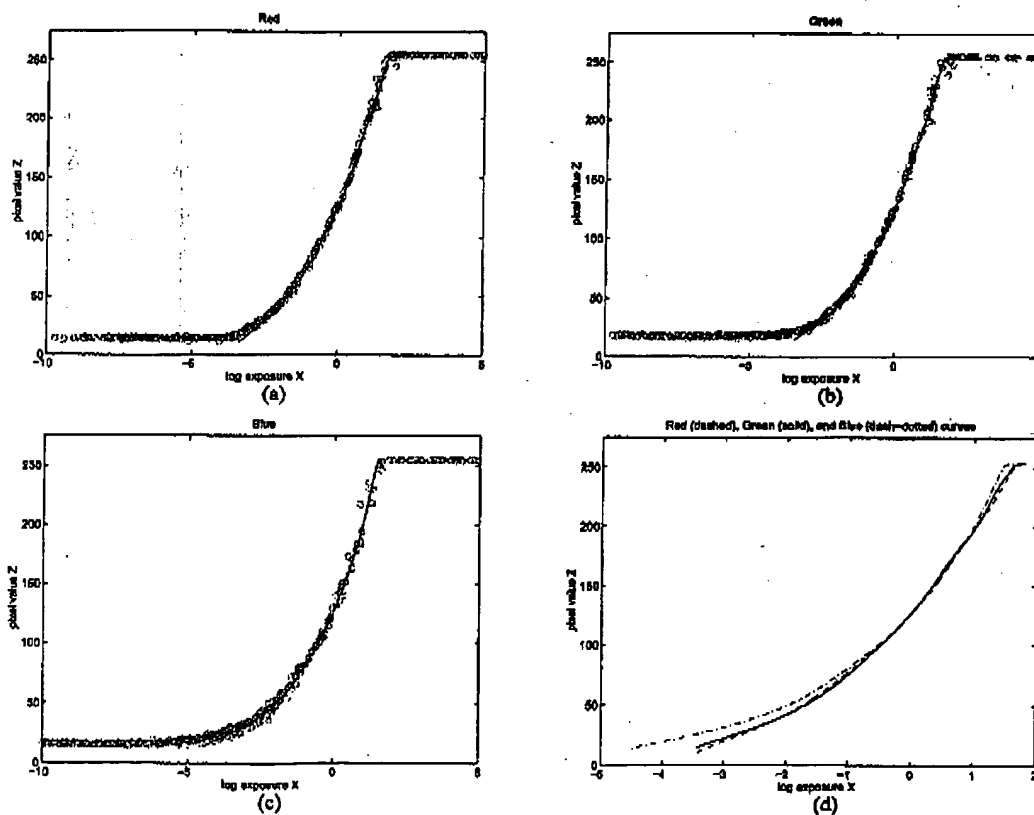 Red
250
200
150
100
50
0
pixel value Z
-10
-5
0
5
log exposure X
(a)
Green
250
200
150
100
50
0
pixel value Z
-10
-5
0
log exposure X
(b)
Blue
250
200
150
100
50
0
pixel value Z
-10
-5
0
5
log exposure X
(c)
Red (dashed), Green (solid), and Blue (dash-dotted) curves
250
200
150
100
50
0
pixel value Z
-5
-4
-3
-2
-1
0
1
2
log exposure X
(d)